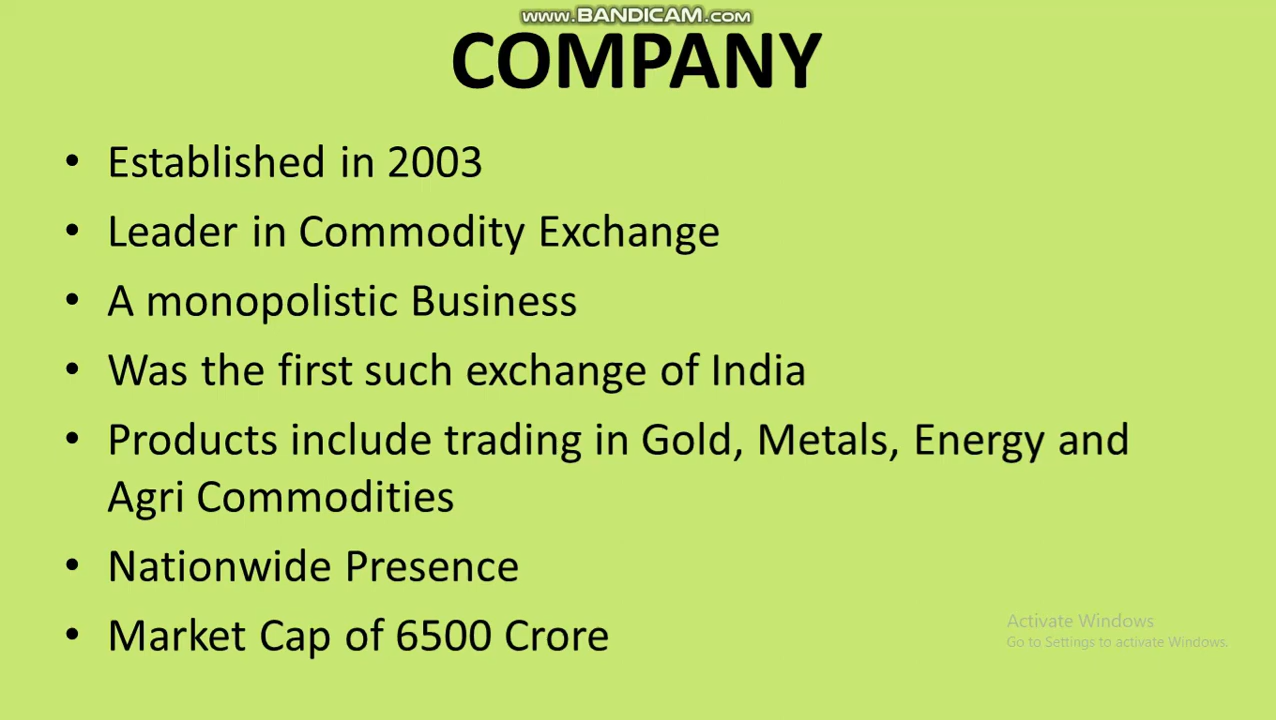 www.BANDICAM.com
COMPANY
• Established in 2003
• Leader in Commodity Exchange
• A monopolistic Business
• Was the first such exchange of India
• Products include trading in Gold, Metals, Energy and
Agri Commodities
• Nationwide Presence
• Market Cap of 6500 Crore
Activate Windows
Go to Settings to activate Windows.